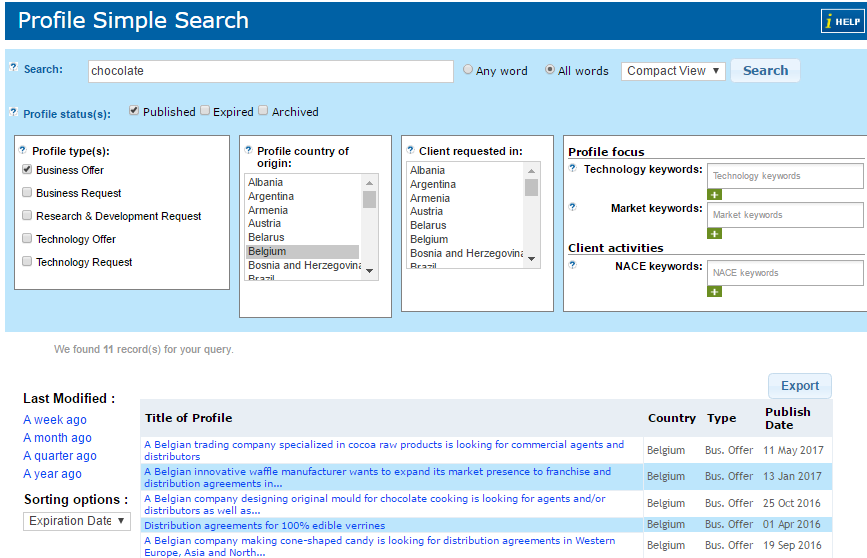 Profile Simple Search
i HELP
? Search: chocolate Any word All words Compact View ▼ Search
? Profile status(s): Published Expired Archived
? Profile type(s):
Business Offer
Business Request
Research & Development Request
Technology Offer
Technology Request
? Profile country of
origin:
Albania
Argentina
Armenia
Austria
Belarus
Belgium
Bosnia and Herzegovina
Brazil
? Client requested in:
Albania
Argentina
Armenia
Austria
Belarus
Belgium
Bosnia and Herzegovina
Brazil
Profile focus
? Technology keywords: Technology keywords
+
? Market keywords: Market keywords
+
Client activities
? NACE keywords: NACE keywords
+
We found 11 record(s) for your query.
Export
Last Modified :
A week ago
A month ago
A quarter ago
A year ago
Sorting options :
Expiration Date ▼
Title of Profile Country Type Publish
Date
A Belgian trading company specialized in cocoa raw products is looking for commercial agents and
distributors Belgium Bus. Offer 11 May 2017
A Belgian innovative waffle manufacturer wants to expand its market presence to franchise and
distribution agreements in... Belgium Bus. Offer 13 Jan 2017
A Belgian company designing original mould for chocolate cooking is looking for agents and/or
distributors as well as... Belgium Bus. Offer 25 Oct 2016
Distribution agreements for 100% edible verrines Belgium Bus. Offer 01 Apr 2016
A Belgian company making cone-shaped candy is looking for distribution agreements in Western
Europe, Asia and North... Belgium Bus. Offer 19 Sep 2016